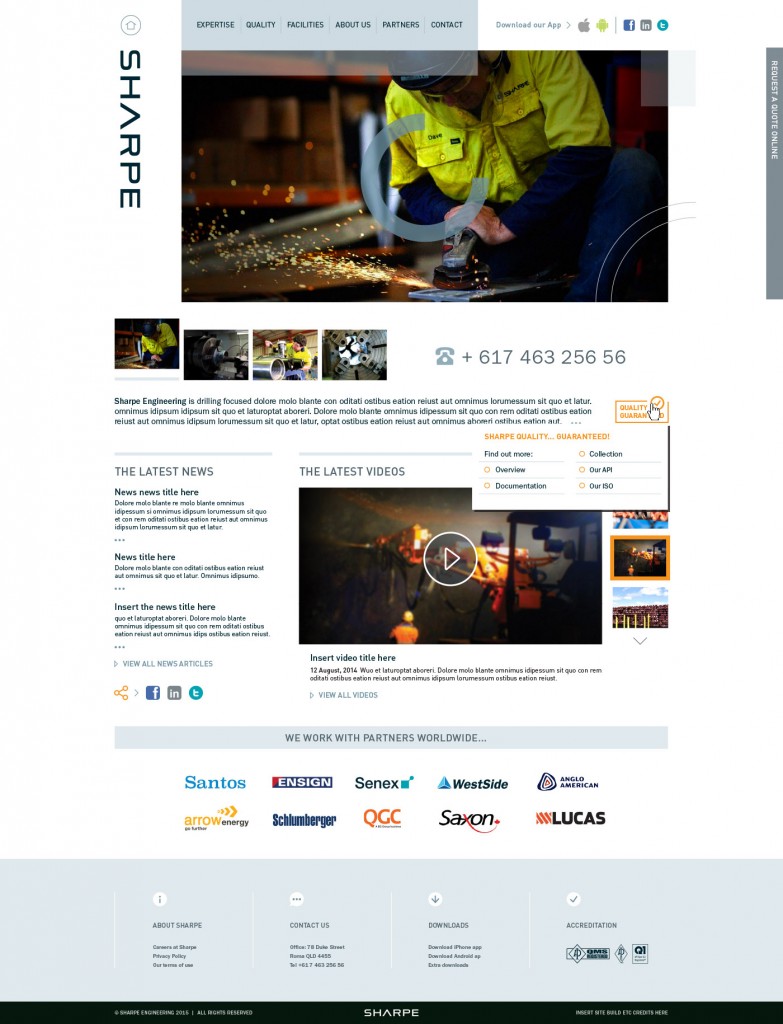 EXPERTISE QUALITY FACILITIES ABOUT US PARTNERS CONTACT
Download our App
SHARPE
REQUEST A QUOTE ONLINE
SHARPE
DAVE
+ 617 463 256 56
Sharpe Engineering is drilling focused dolore molo blante con oditati ostibus eation reiust aut omnimus lorumessum sit quo et latur.
omnimus idipsum idipsum sit quo et laturoptat aboreri. Dolore molo blante omnimus idipessum sit quo con rem oditati ostibus eation
reiust aut omnimus idipsum lorumessum sit quo et latur, optat ostibus eation reiust aut omnimus aboreri eation aut. ...
QUALITY
SHARPE QUALITY... GUARANTEED!
Find out more:
Overview
Documentation
Collection
Our API
Our ISO
THE LATEST NEWS
News news title here
Dolore molo blante re molo blante omnimus
idipessum si omnimus idipsum lorumessum sit quo
et con rem oditati ostibus eation reiust aut omnimus
idipsum lorumessum sit quo et latur.
...
News title here
Dolore molo blante con oditati ostibus eation reiust
aut omnimus sit quo et latur. Omnimus idipsumo.
...
Insert the news title here
quo et laturoptat aboreri. Dolore molo blante
omnimus idipessum sit quo con rem oditati ostibus
eation reiust aut omnimus idips ostibus eation reiust.
...
VIEW ALL NEWS ARTICLES
THE LATEST VIDEOS
Insert video title here
12 August, 2014 Wuo et laturoptat aboreri. Dolore molo blante omnimus idipessum sit quo con rem
oditati ostibus eation reiust aut omnimus idipsum lorumessum ostibus eation reiust.
VIEW ALL VIDEOS
WE WORK WITH PARTNERS WORLDWIDE...
Santos ENSIGN Senex WestSide ANGLO
AMERICAN
arrowenergy
go further
Schlumberger QGC Saxon LUCAS
ABOUT SHARPE
Careers at Sharpe
Privacy Policy
Our terms of use
CONTACT US
Office: 78 Duke Street
Roma QLD 4455
Tel +617 463 256 56
DOWNLOADS
Download iPhone app
Download Android ap
Extra downloads
ACCREDITATION
QMS
Q1
© SHARPE ENGINEERING 2015 | ALL RIGHTS RESERVED
SHARPE
INSERT SITE BUILD ETC CREDITS HERE